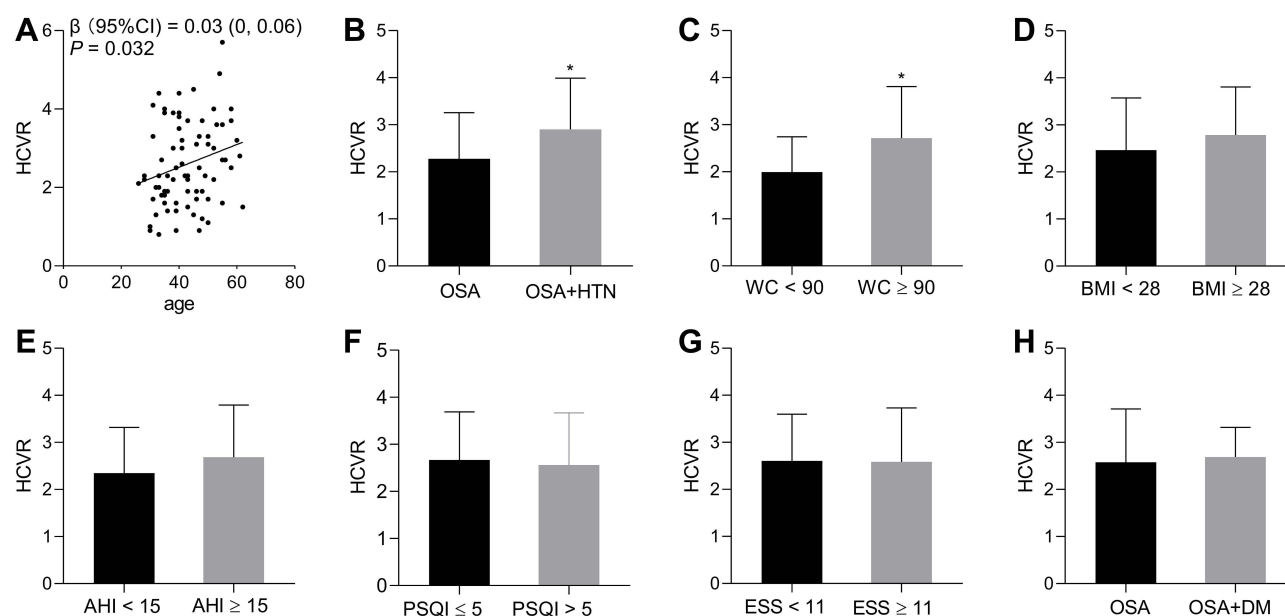 A
β (95%CI) = 0.03 (0, 0.06)
P = 0.032
HCVR
6
4
2
0
0 20 40 60 80
age
B
HCVR
5
4
3
2
1
0
*
OSA OSA+HTN
C
HCVR
5
4
3
2
1
0
*
WC < 90 WC ≥ 90
D
HCVR
5
4
3
2
1
0
BMI < 28 BMI ≥ 28
E
HCVR
5
4
3
2
1
0
AHI < 15 AHI ≥ 15
F
HCVR
5
4
3
2
1
0
PSQI ≤ 5 PSQI > 5
G
HCVR
5
4
3
2
1
0
ESS < 11 ESS ≥ 11
H
HCVR
5
4
3
2
1
0
OSA OSA+DM